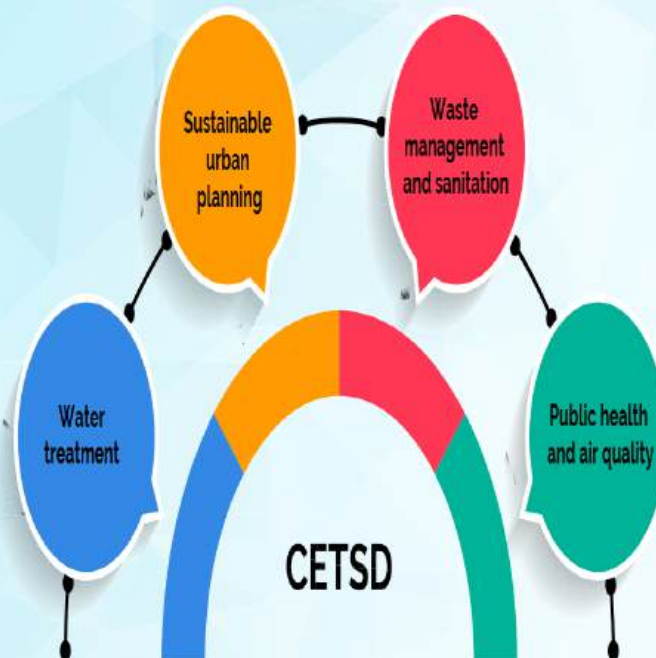 Sustainable
urban
planning
Waste
management
and sanitation
Water
treatment
Public health
and air quality
CETSD